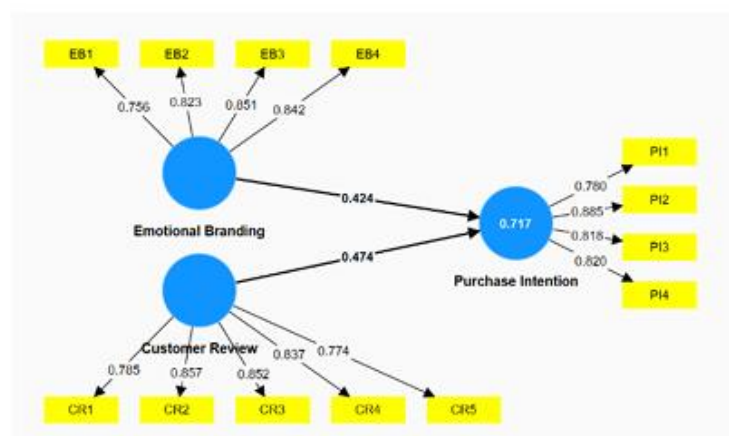 EB1 EB2 EB3 EB4
0.756 0.823 0.851 0.842
PI1
0.780
PI2
0.424
0.885
0.717
Emotional Branding
0.818
PI3
0.474
0.820
Purchase Intention
PI4
Customer Review
0.785 0.857 0.852 0.837 0.774
CR1 CR2 CR3 CR4 CR5